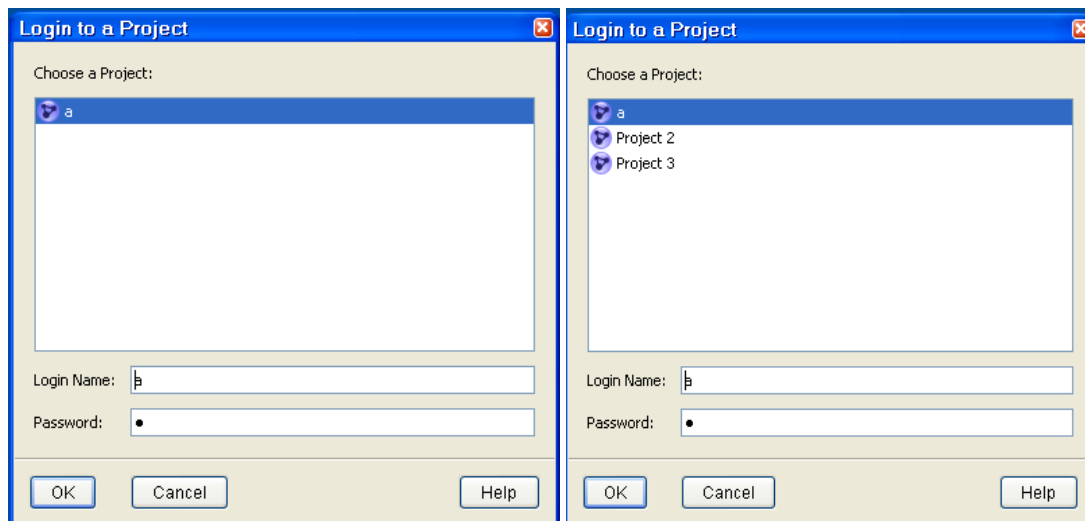 Login to a Project
Choose a Project:
a
Login Name: a
Password: •
OK Cancel Help
Login to a Project
Choose a Project:
a
Project 2
Project 3
Login Name: a
Password: •
OK Cancel Help